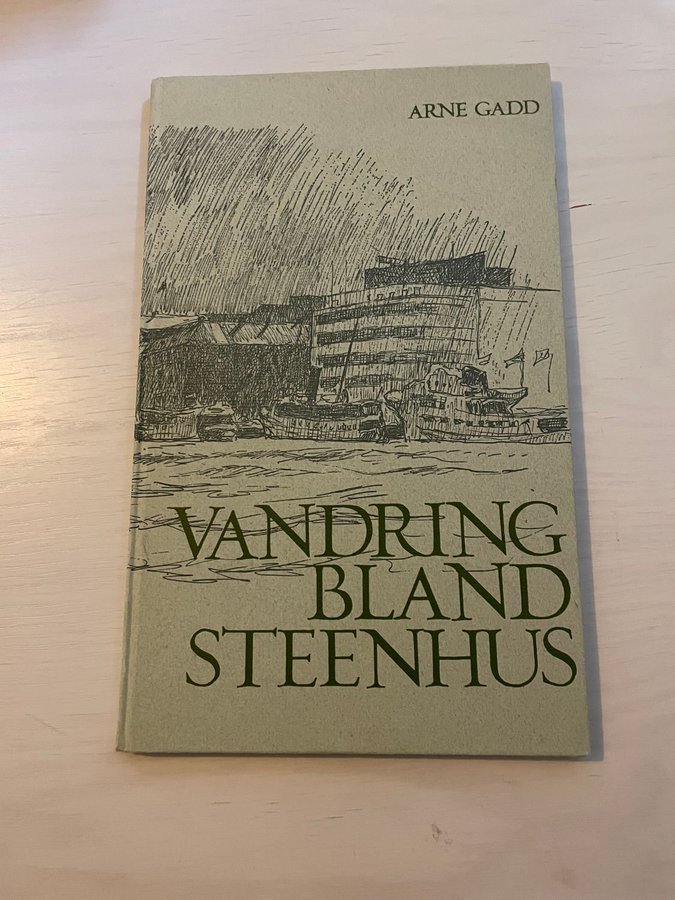 ARNE GADD
VANDRING
BLAND
STEENHUS